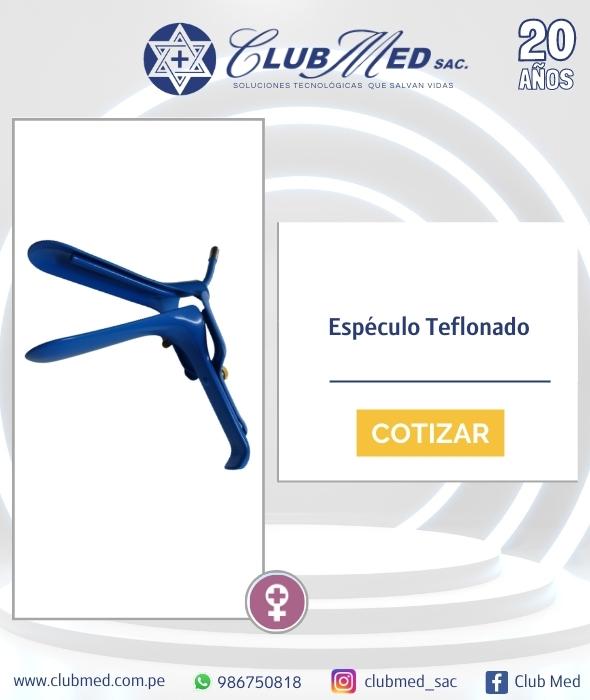 CLUB MED SAC.
SOLUCIONES TECNOLÓGICAS QUE SALVAN VIDAS
20
AÑOS
Espéculo Teflonado
COTIZAR
www.clubmed.com.pe
986750818
clubmed_sac
Club Med